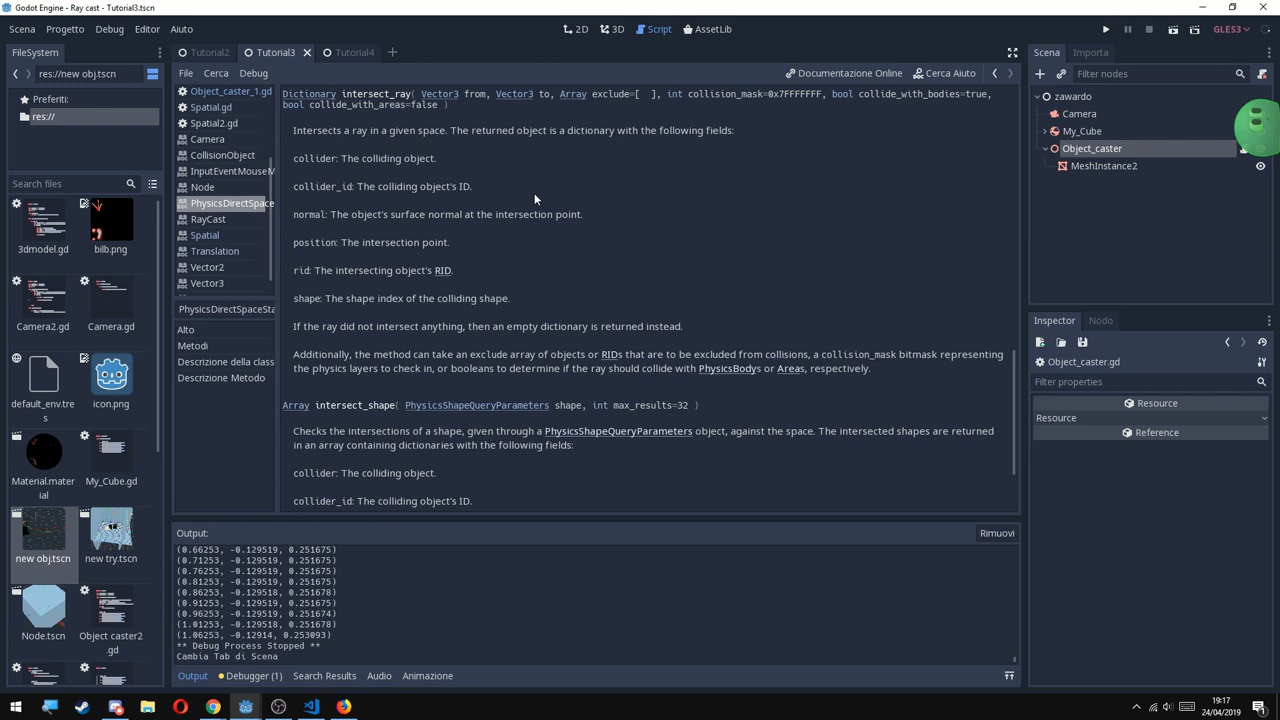 Godot Engine - Ray cast - Tutorial3.tscn
Scena Progetto Debug Editor Aiuto
2D 3D Script AssetLib
GLES3
FileSystem
res://new obj.tscn
Preferiti:
res://
Search files
3dmodel.gd bilb.png
Camera2.gd Camera.gd
default_env.tre icon.png
s
Material.mater My_Cube.gd
ial
new obj.tscn new try.tscn
Node.tscn Object caster2
.gd
Tutorial2 Tutorial3 Tutorial4
File Cerca Debug
Documentazione Online Cerca Aiuto
Object_caster_1.gd
Spatial.gd
Spatial2.gd
Camera
CollisionObject
InputEventMouseM
Node
PhysicsDirectSpace
RayCast
Spatial
Translation
Vector2
Vector3
PhysicsDirectSpaceSta
Alto
Metodi
Descrizione della class
Descrizione Metodo
Dictionary intersect_ray( Vector3 from, Vector3 to, Array exclude=[ ], int collision_mask=0x7FFFFFFF, bool collide_with_bodies=true,
bool collide_with_areas=false )
Intersects a ray in a given space. The returned object is a dictionary with the following fields:
collider: The colliding object.
collider_id: The colliding object's ID.
normal: The object's surface normal at the intersection point.
position: The intersection point.
rid: The intersecting object's RID.
shape: The shape index of the colliding shape.
If the ray did not intersect anything, then an empty dictionary is returned instead.
Additionally, the method can take an exclude array of objects or RIDs that are to be excluded from collisions, a collision_mask bitmask representing
the physics layers to check in, or booleans to determine if the ray should collide with PhysicsBodys or Areas, respectively.
Array intersect_shape( PhysicsShapeQueryParameters shape, int max_results=32 )
Checks the intersections of a shape, given through a PhysicsShapeQueryParameters object, against the space. The intersected shapes are returned
in an array containing dictionaries with the following fields:
collider: The colliding object.
collider_id: The colliding object's ID.
Output:
Rimuovi
(0.66253, -0.129519, 0.251675)
(0.71253, -0.129519, 0.251675)
(0.76253, -0.129519, 0.251675)
(0.81253, -0.129519, 0.251675)
(0.86253, -0.129518, 0.251678)
(0.91253, -0.129519, 0.251675)
(0.96253, -0.129519, 0.251674)
(1.01253, -0.129518, 0.251678)
(1.06253, -0.12914, 0.253093)
** Debug Process Stopped **
Cambia Tab di Scena
Output Debugger (1) Search Results Audio Animazione
Scena Importa
Filter nodes
zawardo
Camera
My_Cube
Object_caster
MeshInstance2
Inspector Nodo
Object_caster.gd
Filter properties
Resource
Resource
Reference
19:17
24/04/2019
1